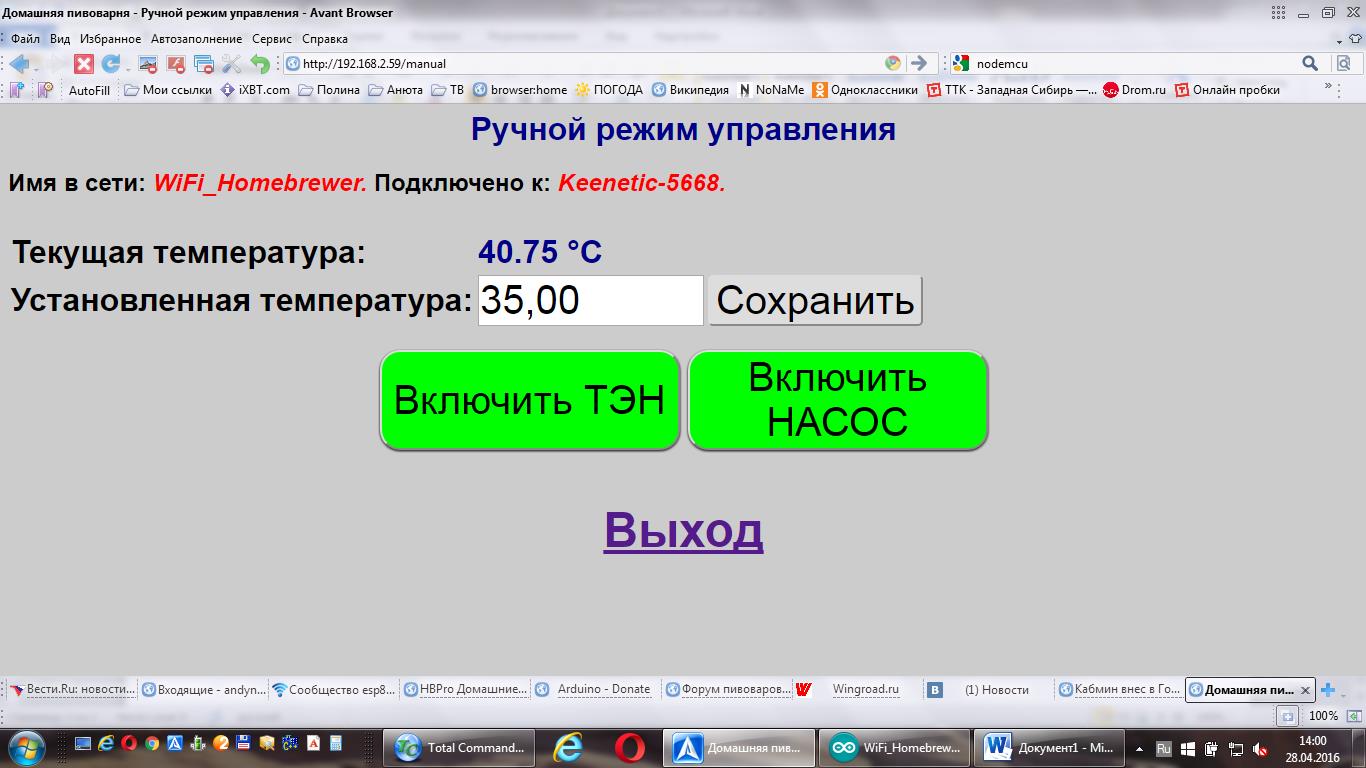 Домашняя пивоварня - Ручной режим управления - Avant Browser
Файл Вид Избранное Автозаполнение Сервис Справка
http://192.168.2.59/manual
nodemcu
AutoFill Мои ссылки iXBT.com Полина Анюта ТВ browser:home ПОГОДА Википедия NoNaMe Одноклассники ТТК - Западная Сибирь —... Drom.ru Онлайн пробки »
Ручной режим управления
Имя в сети: WiFi_Homebrewer. Подключено к: Keenetic-5668.
Текущая температура: 40.75 °C
Установленная температура: 35,00 Сохранить
Включить ТЭН
Включить НАСОС
Выход
Вести.Ru: новости... Входящие - andyn... Сообщество esp8... HBPro Домашние... Arduino - Donate Форум пивоваров... Wingroad.ru (1) Новости Кабмин внес в Го... Домашняя пи...
100%
Total Command... Домашняя пив... WiFi_Homebrew... Документ1 - Mi... Ru 14:00
28.04.2016